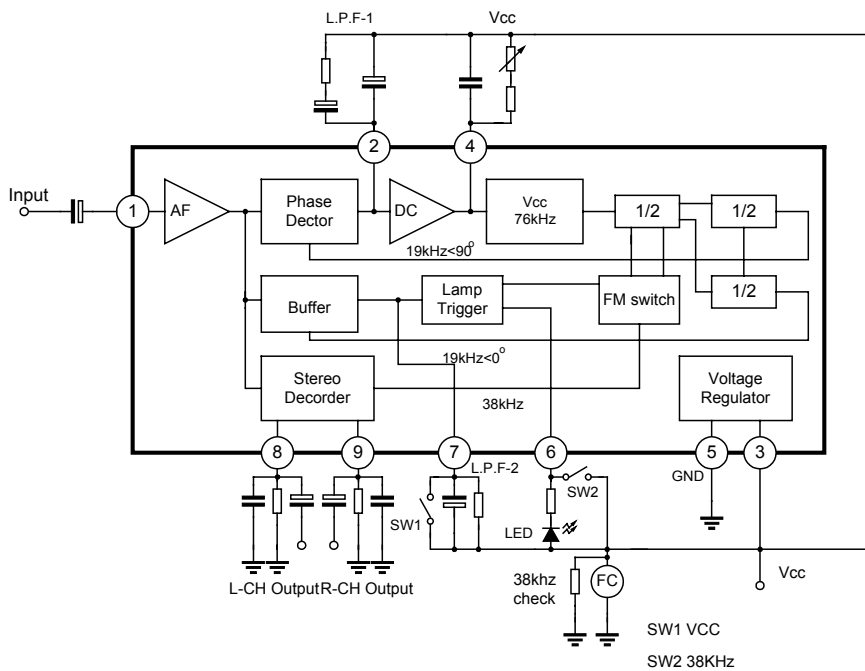 L.P.F-1
Vcc
2
4
Input
1
AF
Phase
Dector
DC
Vcc
76kHz
1/2
1/2
19kHz<90°
Buffer
Lamp
Trigger
FM switch
1/2
19kHz<0°
Stereo
Decorder
38kHz
Voltage
Regulator
8
9
7
6
5
3
L.P.F-2
GND
SW2
SW1
LED
L-CH Output
R-CH Output
38khz
check
FC
Vcc
SW1 VCC
SW2 38KHz